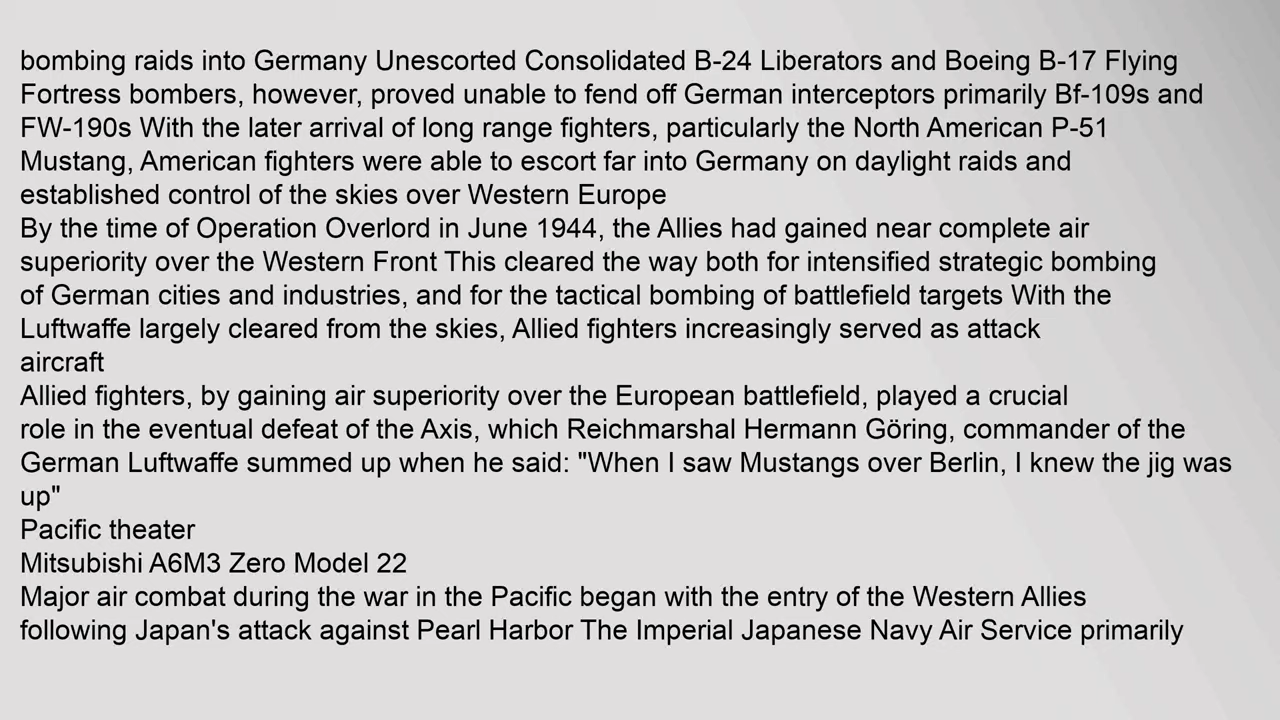 bombing raids into Germany Unescorted Consolidated B-24 Liberators and Boeing B-17 Flying
Fortress bombers, however, proved unable to fend off German interceptors primarily Bf-109s and
FW-190s With the later arrival of long range fighters, particularly the North American P-51
Mustang, American fighters were able to escort far into Germany on daylight raids and
established control of the skies over Western Europe
By the time of Operation Overlord in June 1944, the Allies had gained near complete air
superiority over the Western Front This cleared the way both for intensified strategic bombing
of German cities and industries, and for the tactical bombing of battlefield targets With the
Luftwaffe largely cleared from the skies, Allied fighters increasingly served as attack
aircraft
Allied fighters, by gaining air superiority over the European battlefield, played a crucial
role in the eventual defeat of the Axis, which Reichmarshal Hermann Göring, commander of the
German Luftwaffe summed up when he said: "When I saw Mustangs over Berlin, I knew the jig was
up"
Pacific theater
Mitsubishi A6M3 Zero Model 22
Major air combat during the war in the Pacific began with the entry of the Western Allies
following Japan's attack against Pearl Harbor The Imperial Japanese Navy Air Service primarily